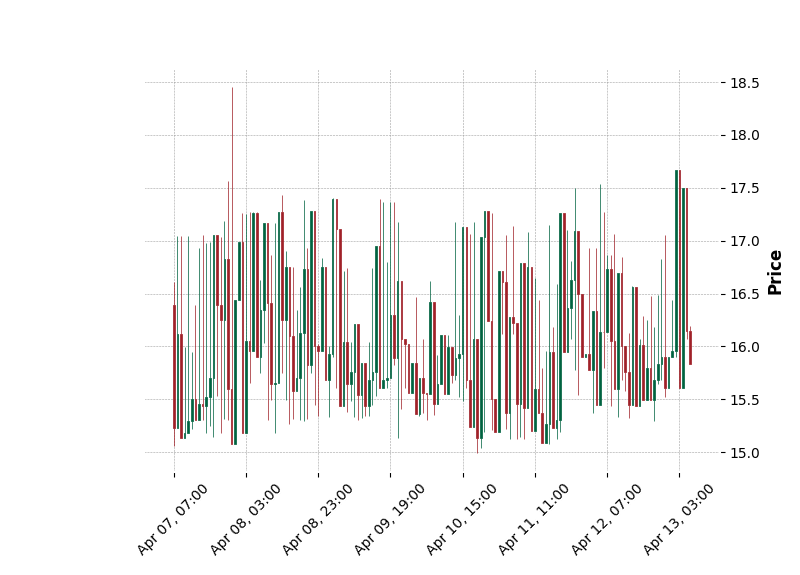 18.5
18.0
17.5
17.0
16.5
16.0
15.5
15.0
Price
Apr 07, 07:00
Apr 08, 03:00
Apr 08, 23:00
Apr 09, 19:00
Apr 10, 15:00
Apr 11, 11:00
Apr 12, 07:00
Apr 13, 03:00